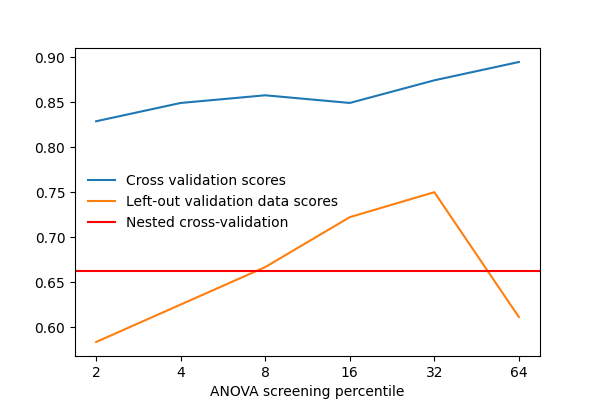 0.90
0.85
0.80
0.75
0.70
0.65
0.60
Cross validation scores
Left-out validation data scores
Nested cross-validation
2 4 8 16 32 64
ANOVA screening percentile